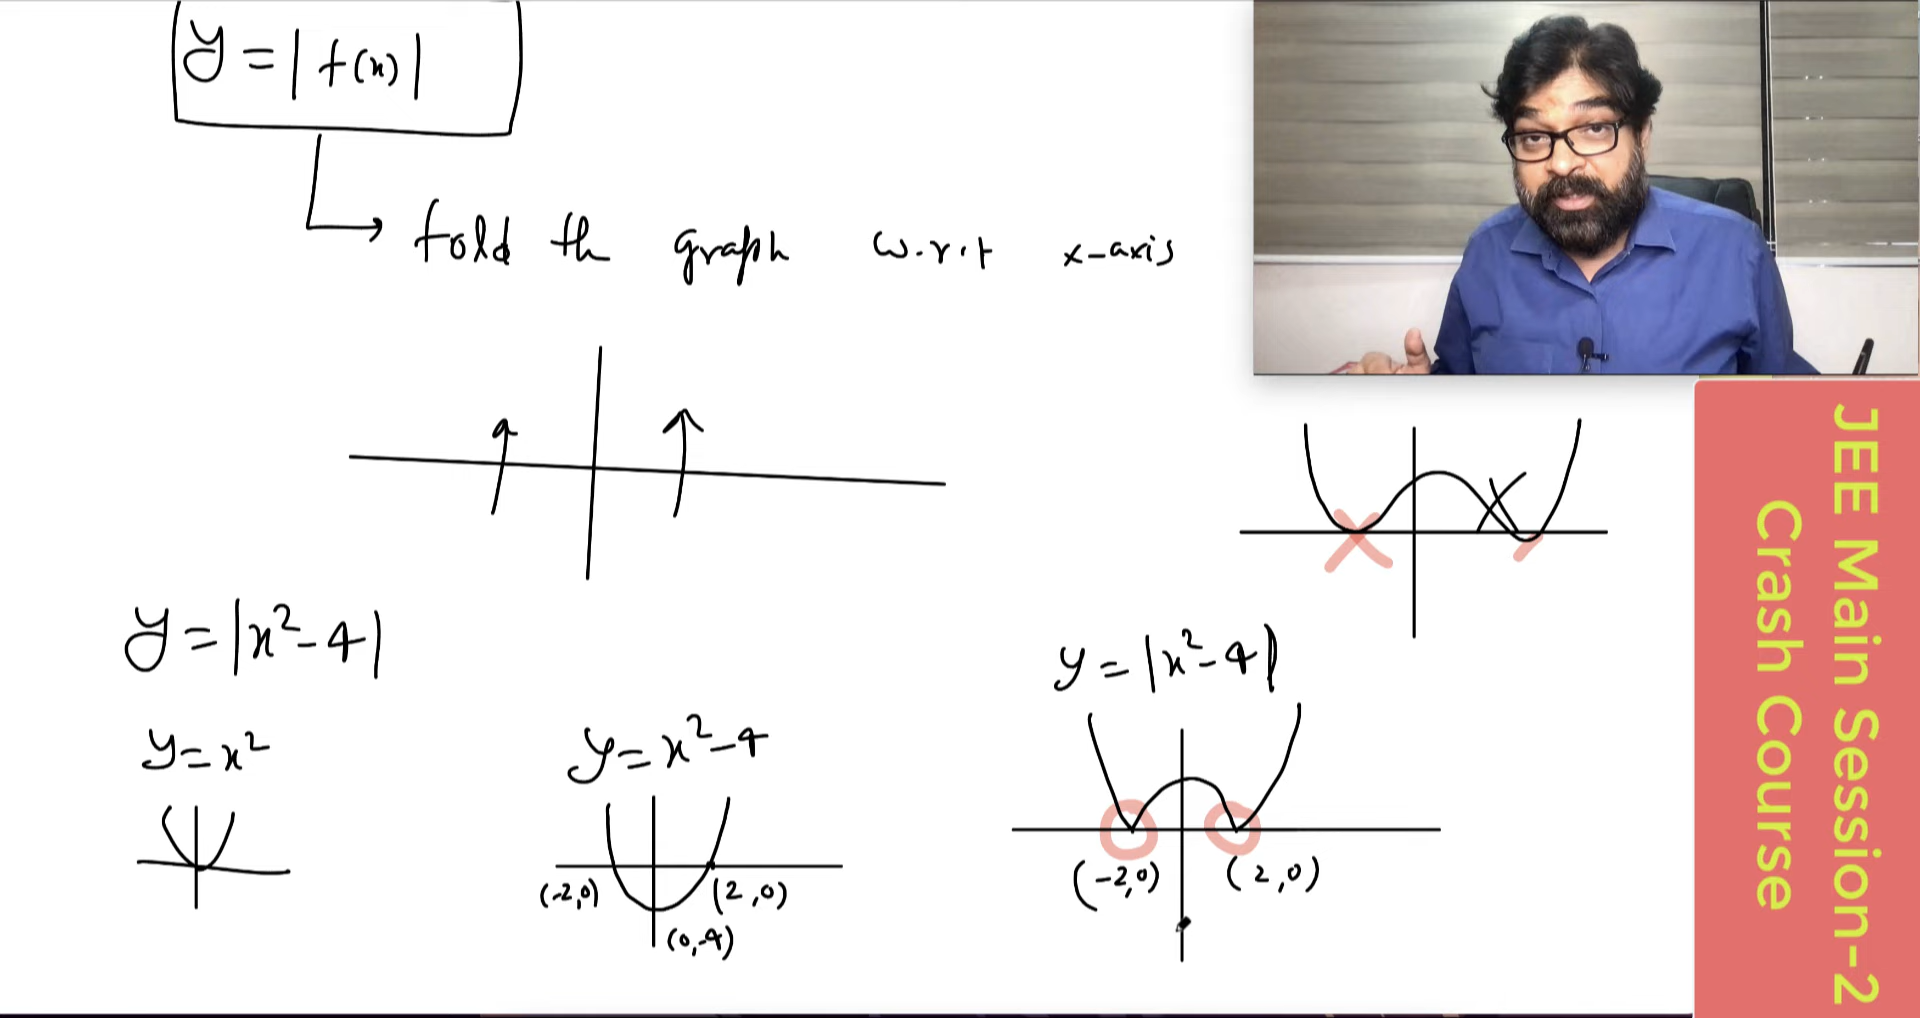 y = |f(x)|
fold th graph w.r.t x-axis
y = |x²-4|
y = |x²-4|
y = x²
y = x²-4
(-2,0)
(2,0)
(0,-4)
(-2,0)
(2,0)
JEE Main Session-2
Crash Course